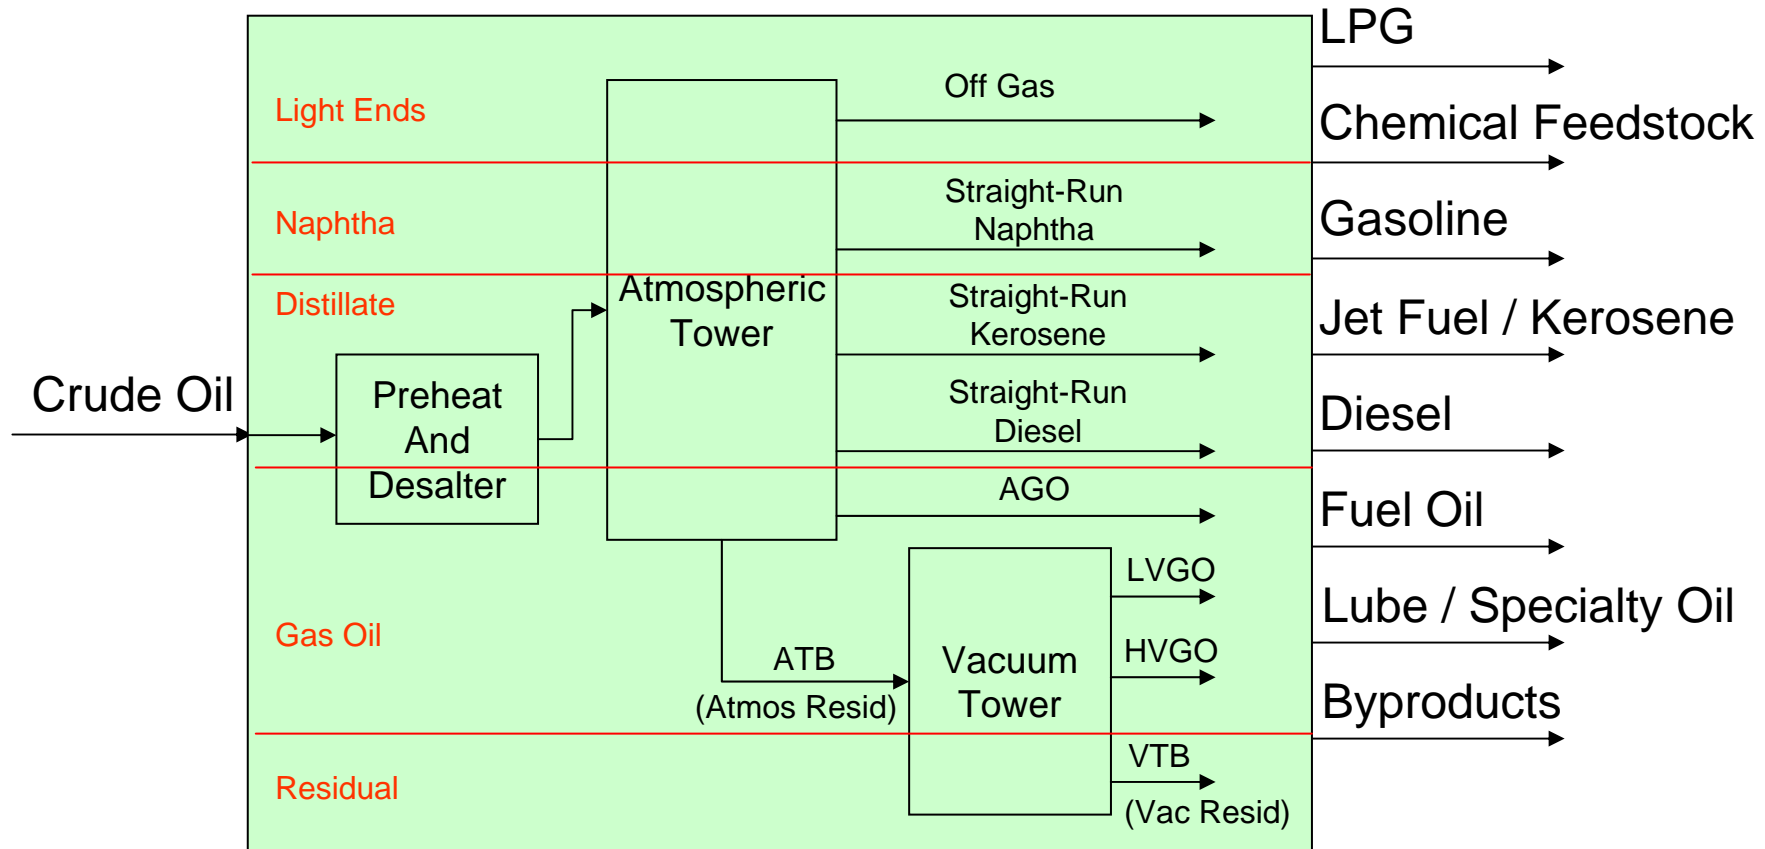 LPG
Off Gas
Light Ends
Chemical Feedstock
Straight-Run
Naphtha
Naphtha
Gasoline
Distillate
Atmospheric
Tower
Straight-Run
Kerosene
Jet Fuel / Kerosene
Crude Oil
Preheat
And
Desalter
Straight-Run
Diesel
Diesel
AGO
Fuel Oil
LVGO
Lube / Specialty Oil
Gas Oil
ATB
(Atmos Resid)
Vacuum
Tower
HVGO
Byproducts
VTB
(Vac Resid)
Residual